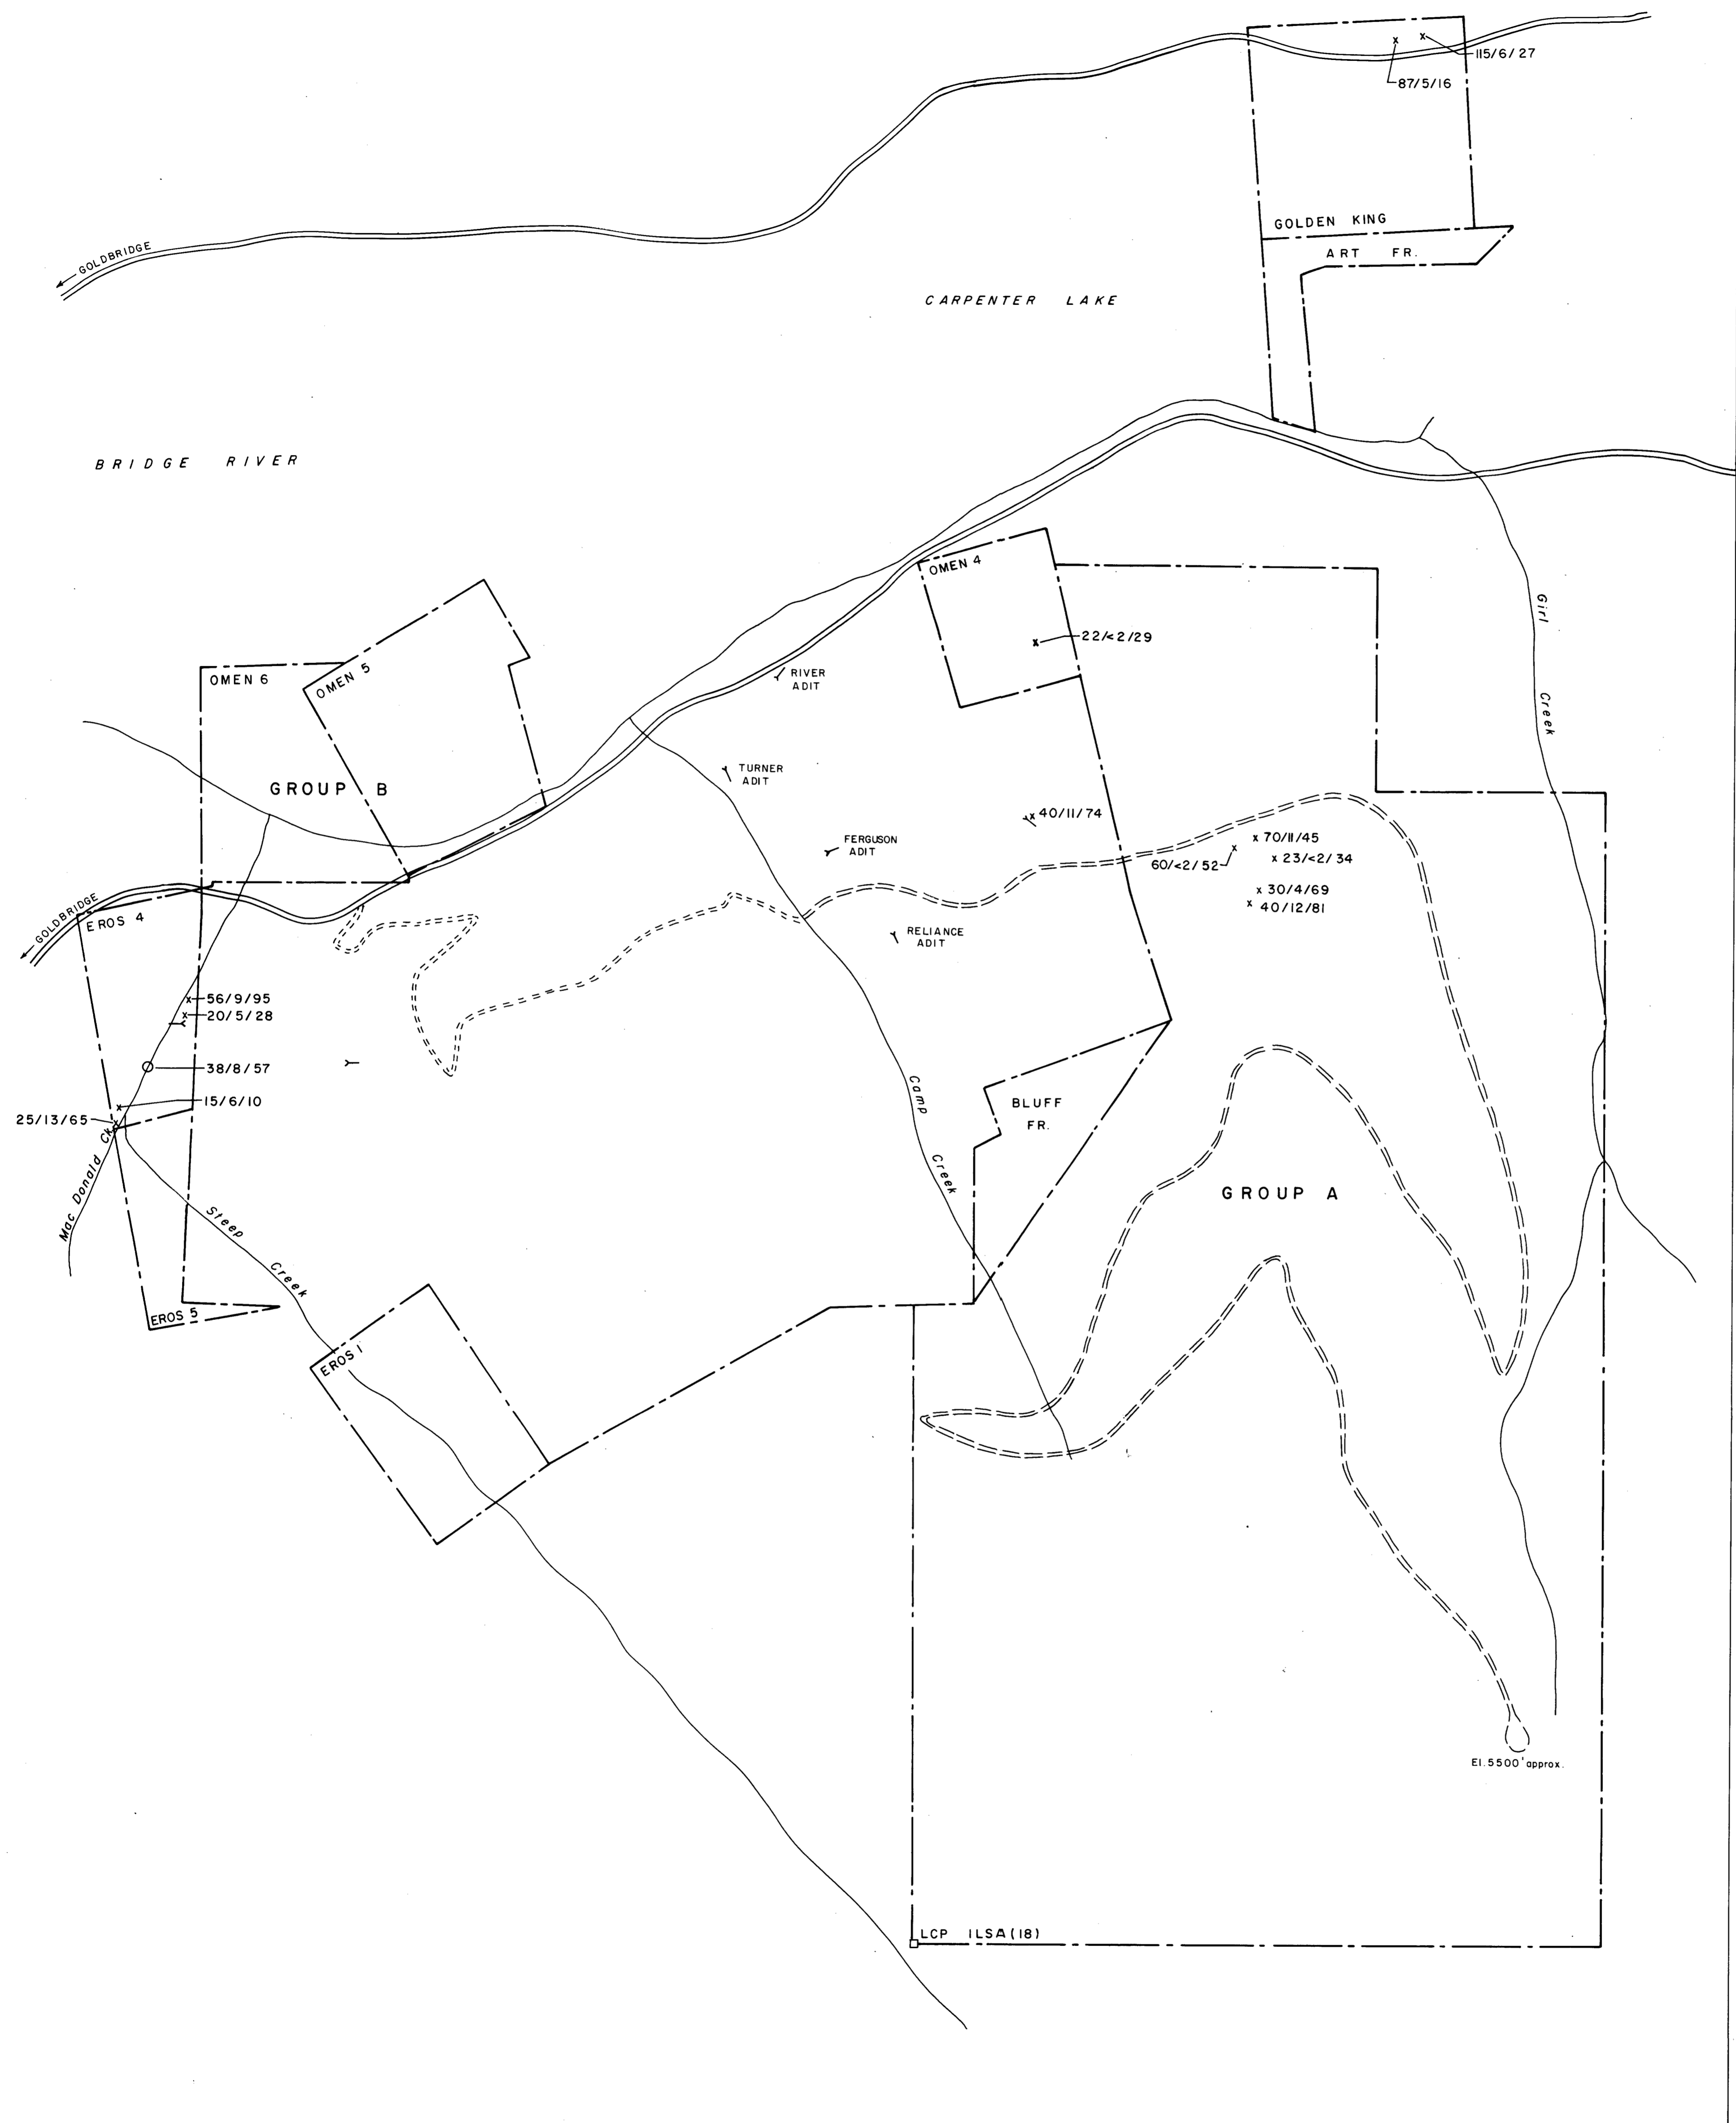 115/6/27
87/5/16
GOLDEN KING
GOLDBRIDGE
ART FR.
CARPENTER LAKE
BRIDGE RIVER
OMEN 4
Girl Creek
22/<2/29
RIVER
ADIT
OMEN 6
OMEN 5
TURNER
ADIT
GROUP B
40/11/74
FERGUSON
ADIT
70/11/45
60/<2/52
23/<2/34
30/4/69
40/12/81
GOLDBRIDGE
EROS 4
RELIANCE
ADIT
56/9/95
20/5/28
38/8/57
15/6/10
25/13/65
Camp Creek
BLUFF
FR.
Mac Donald Ck.
GROUP A
Steep Creek
EROS 5
EROS 1
El. 5500' approx.
LCP ILSA (18)